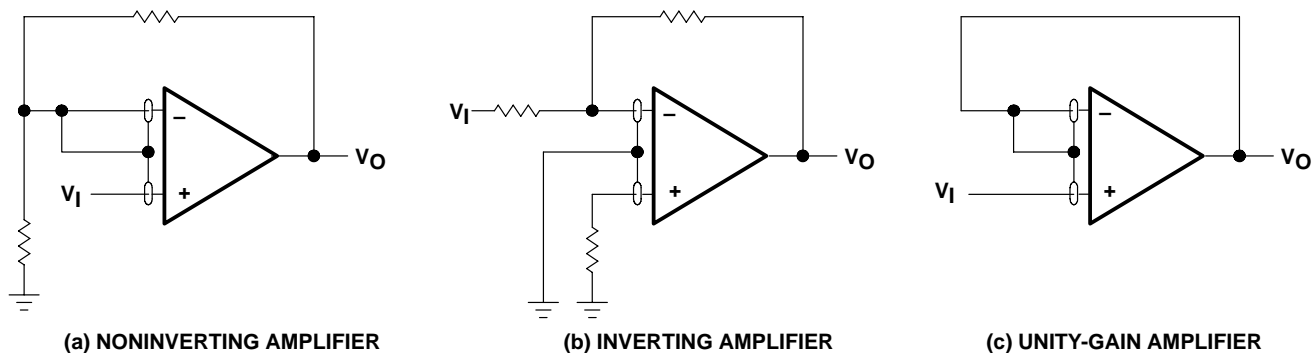 −
+
V_I
V_O
(a) NONINVERTING AMPLIFIER
V_I
−
+
V_O
(b) INVERTING AMPLIFIER
−
+
V_I
V_O
(c) UNITY-GAIN AMPLIFIER